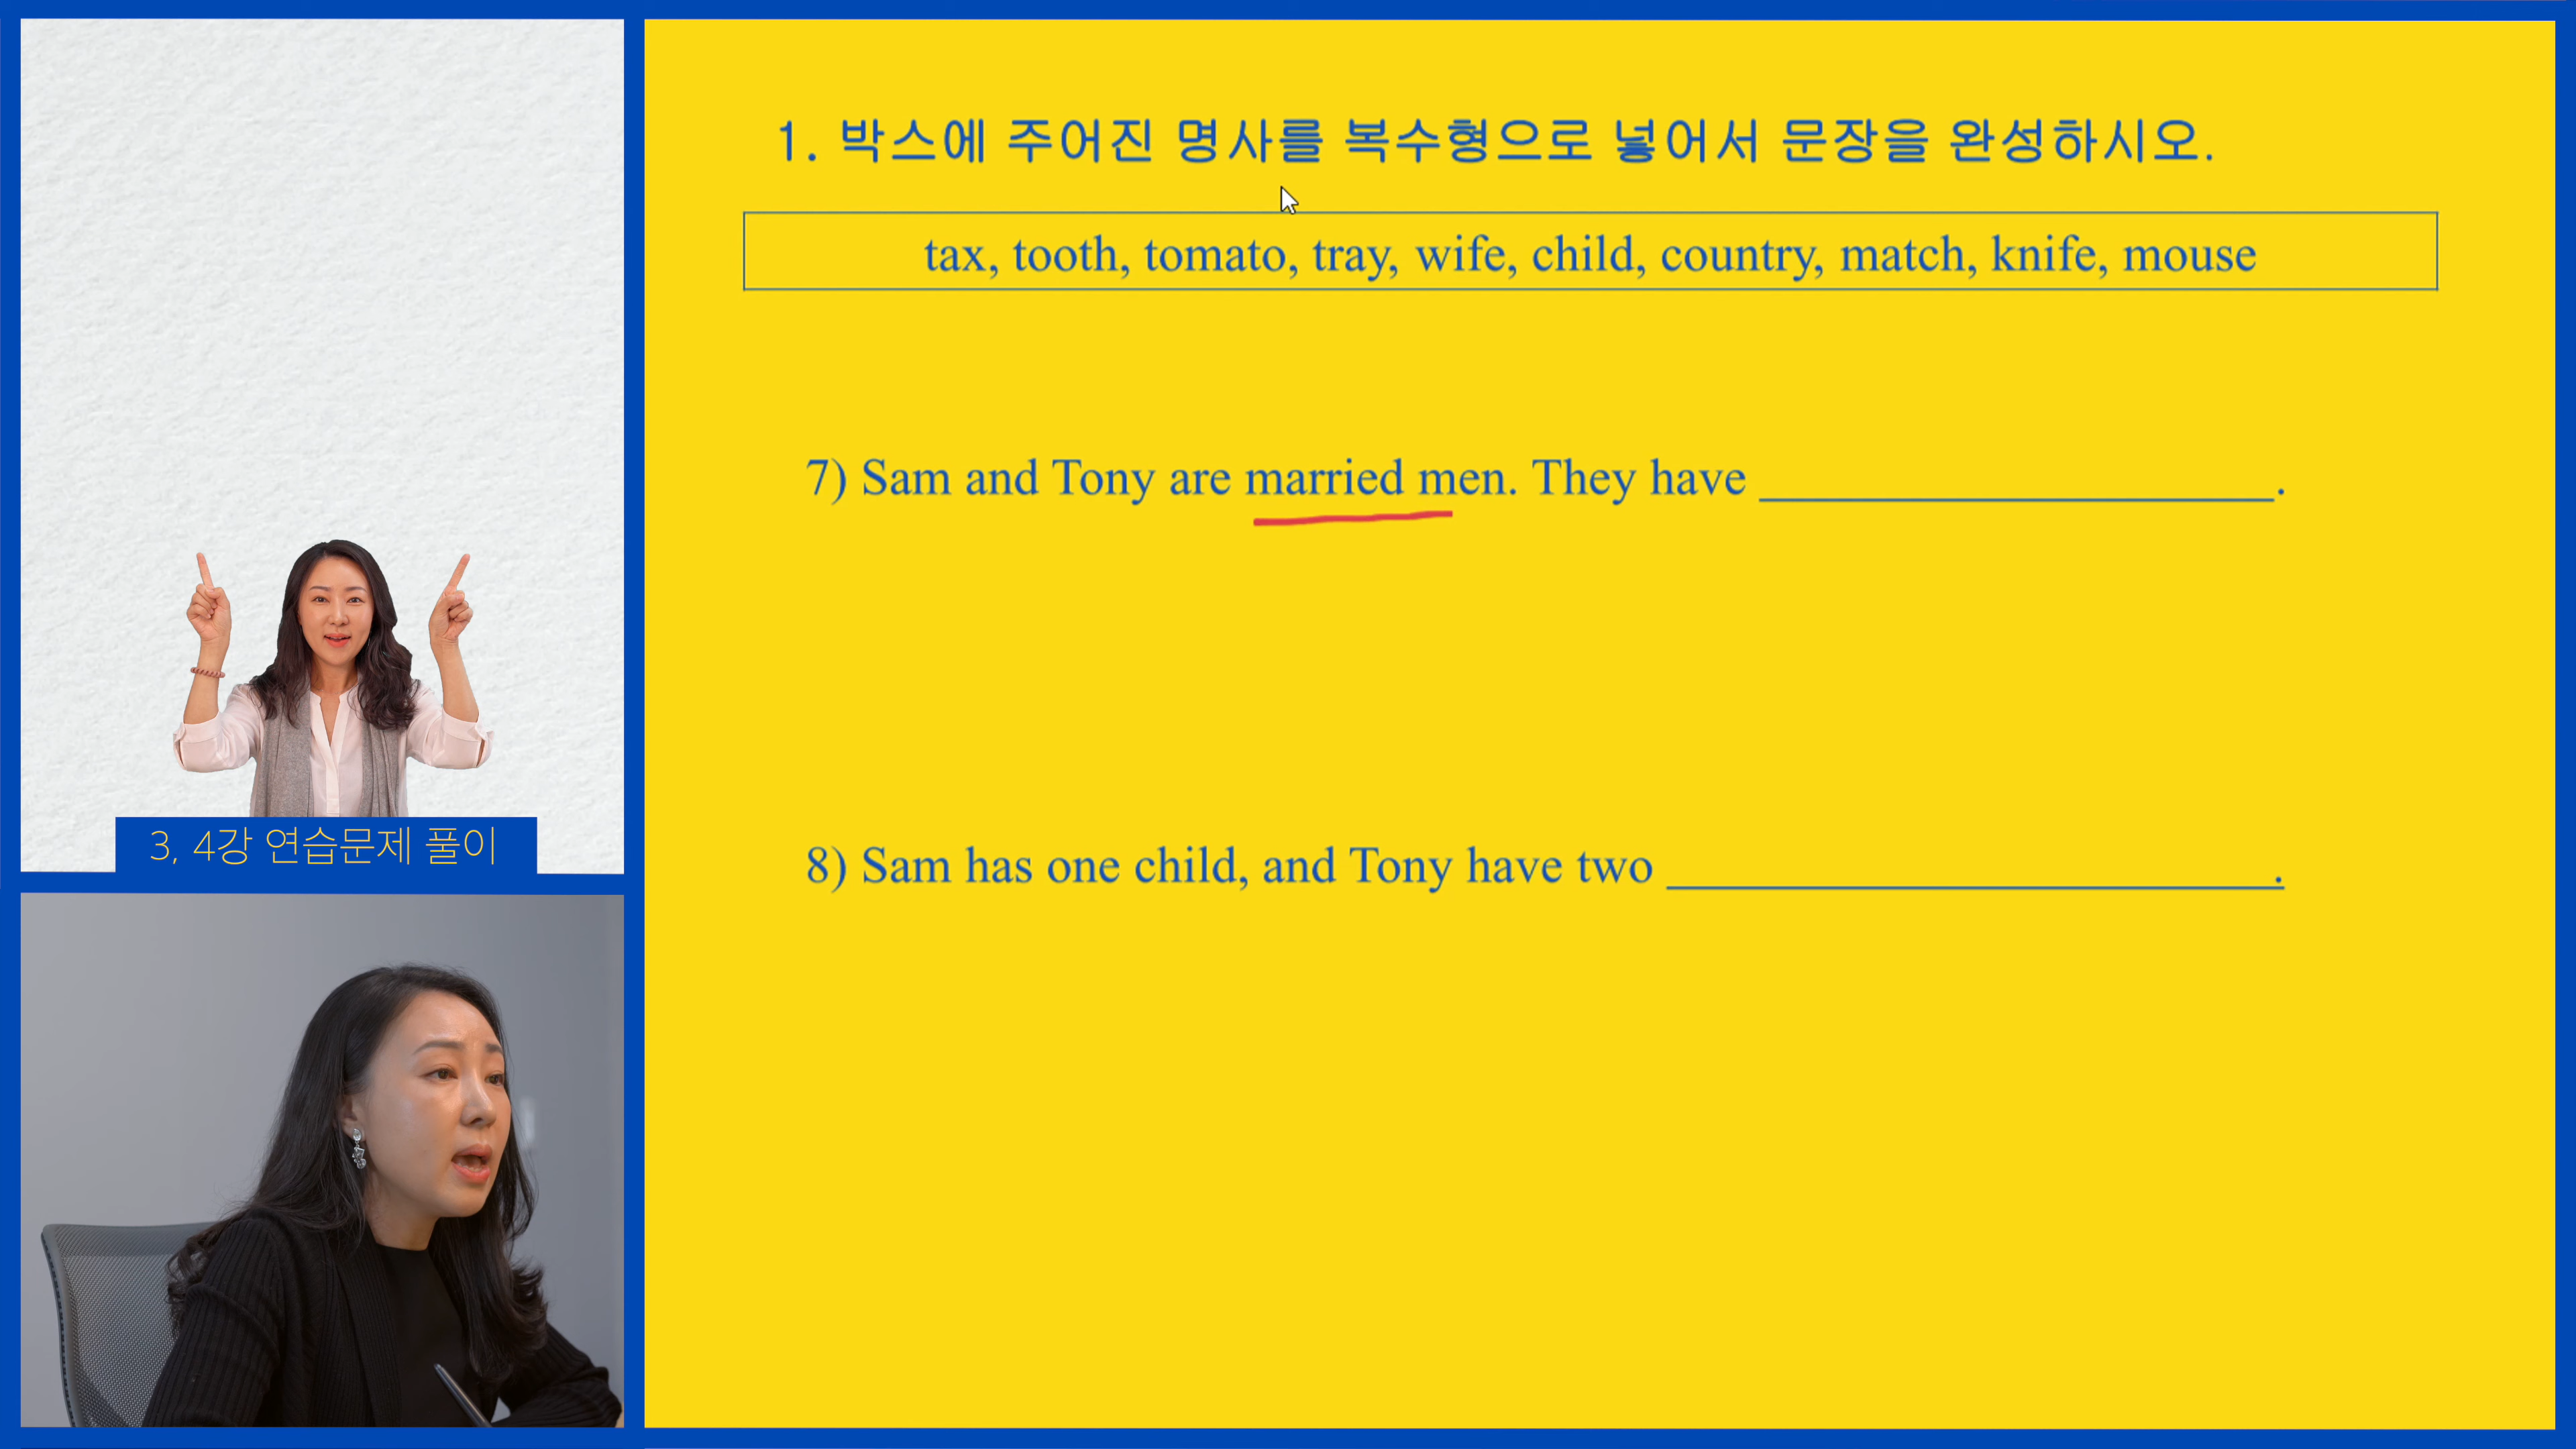 1. 박스에 주어진 명사를 복수형으로 넣어서 문장을 완성하시오.
tax, tooth, tomato, tray, wife, child, country, match, knife, mouse
7) Sam and Tony are married men. They have ____________________.
8) Sam has one child, and Tony have two ____________________.
3, 4강 연습문제 풀이